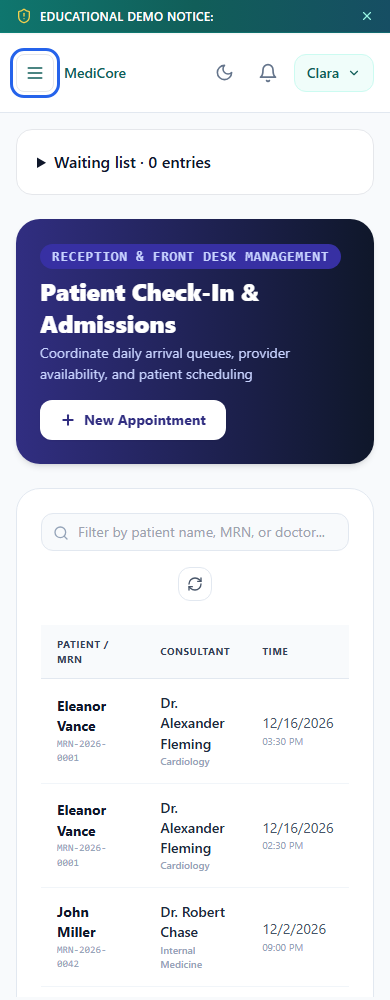 EDUCATIONAL DEMO NOTICE:
MediCore
Clara
Waiting list · 0 entries
RECEPTION & FRONT DESK MANAGEMENT
Patient Check-In &
Admissions
Coordinate daily arrival queues, provider
availability, and patient scheduling
New Appointment
Filter by patient name, MRN, or doctor...
PATIENT /
MRN
CONSULTANT
TIME
Eleanor
Vance
MRN-2026-
0001
Dr.
Alexander
Fleming
Cardiology
12/16/2026
03:30 PM
Eleanor
Vance
MRN-2026-
0001
Dr.
Alexander
Fleming
Cardiology
12/16/2026
02:30 PM
John
Miller
MRN-2026-
0042
Dr. Robert
Chase
Internal
Medicine
12/2/2026
09:00 PM